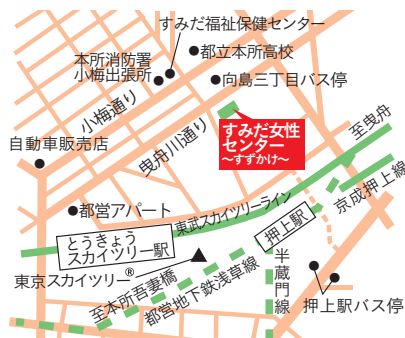 すみだ福祉保健センター
都立本所高校
本所消防署
小梅出張所
向島三丁目バス停
小梅通り
すみだ女性
センター
～すずかけ～
至曳舟
曳舟川通り
自動車販売店
京成押上線
都営アパート
東武スカイツリーライン
押上駅
とうきょう
スカイツリー駅
東京スカイツリー®
半蔵門線
至本所吾妻橋
都営地下鉄浅草線
押上駅バス停